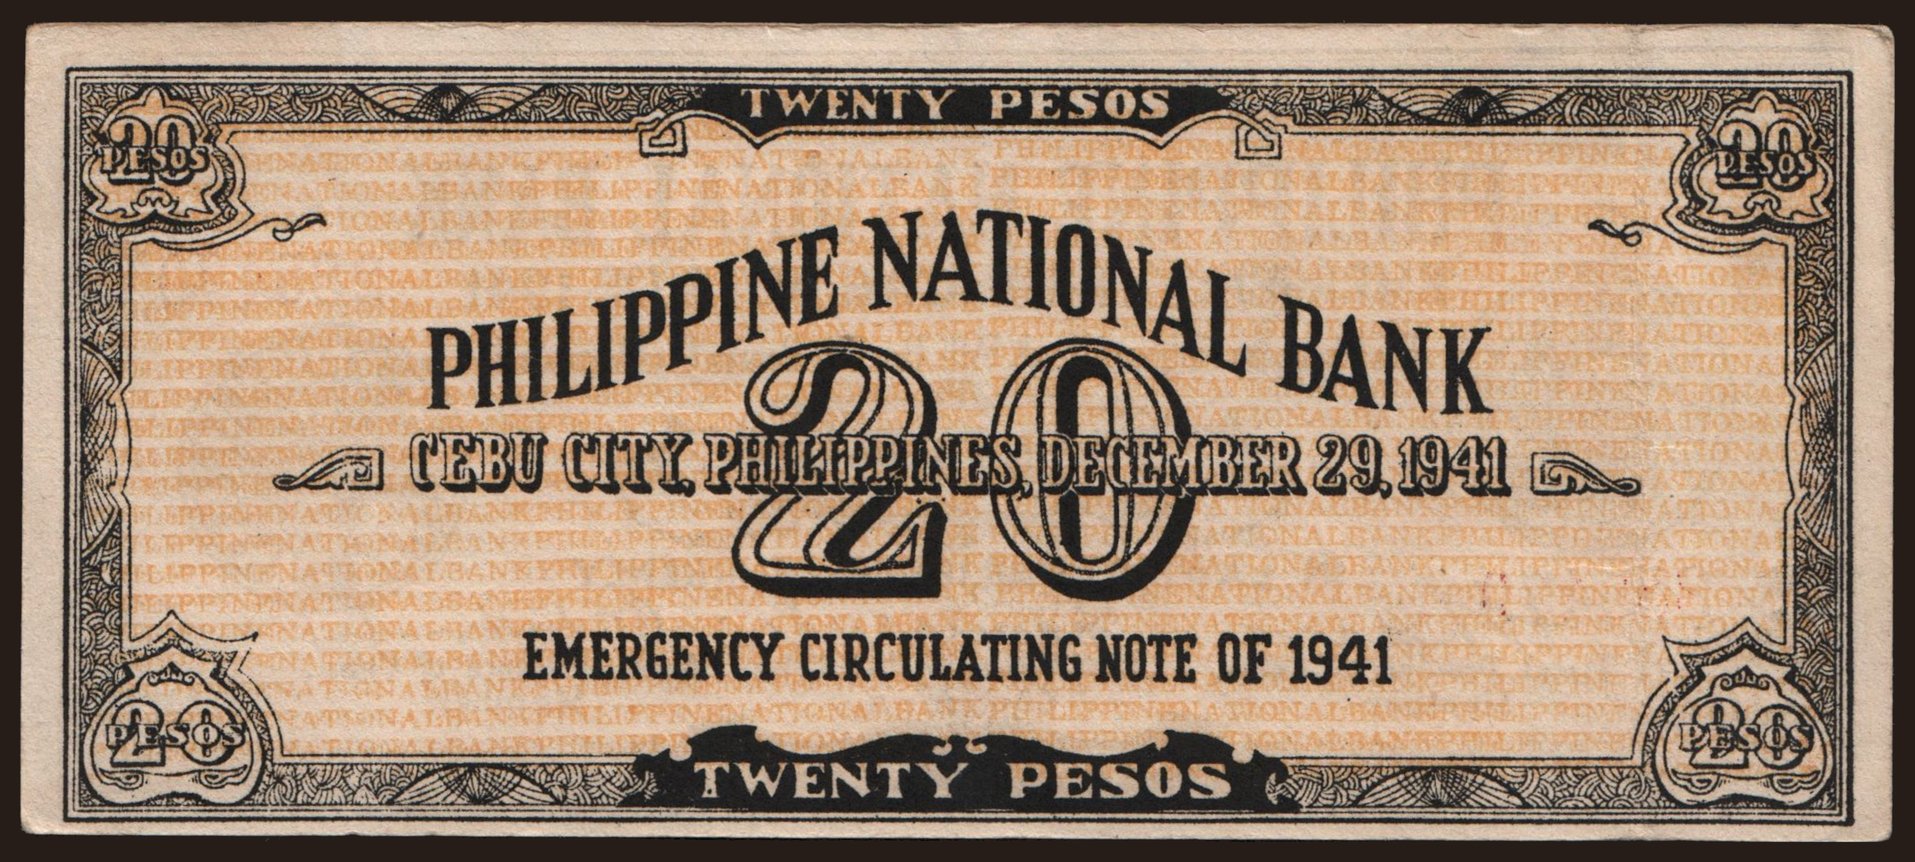 TWENTY PESOS
20 PESOS
20 PESOS
PHILIPPINE NATIONAL BANK
20
CEBU CITY, PHILIPPINES, DECEMBER 29, 1941
EMERGENCY CIRCULATING NOTE OF 1941
20 PESOS
20 PESOS
TWENTY PESOS